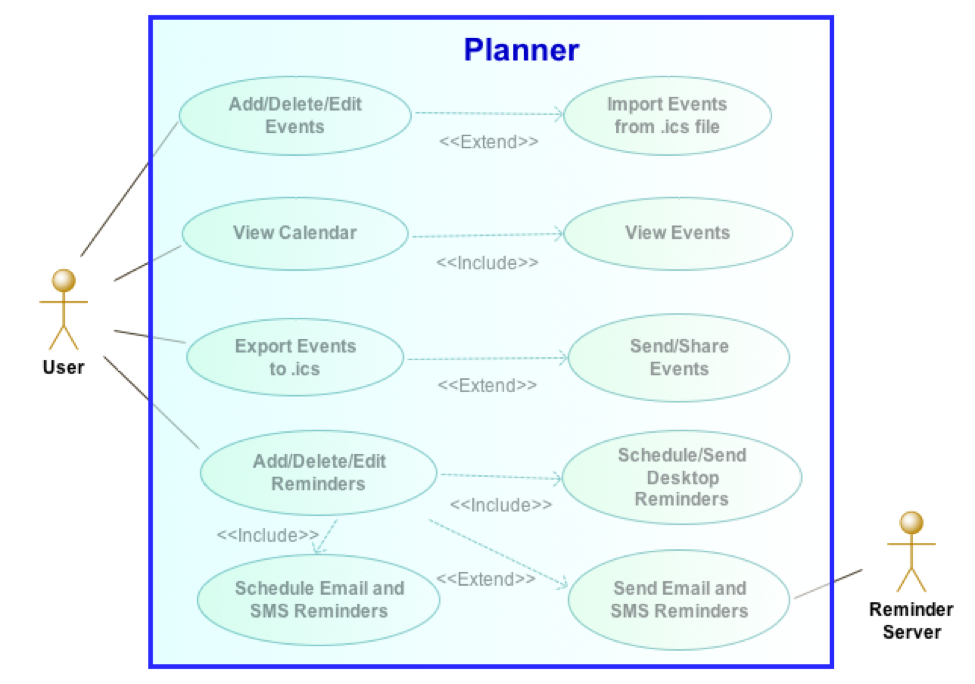 Planner
Add/Delete/Edit
Events
<<Extend>>
Import Events
from .ics file
View Calendar
<<Include>>
View Events
Export Events
to .ics
<<Extend>>
Send/Share
Events
User
Add/Delete/Edit
Reminders
<<Include>>
Schedule/Send
Desktop
Reminders
<<Include>>
Schedule Email and
SMS Reminders
<<Extend>>
Send Email and
SMS Reminders
Reminder
Server